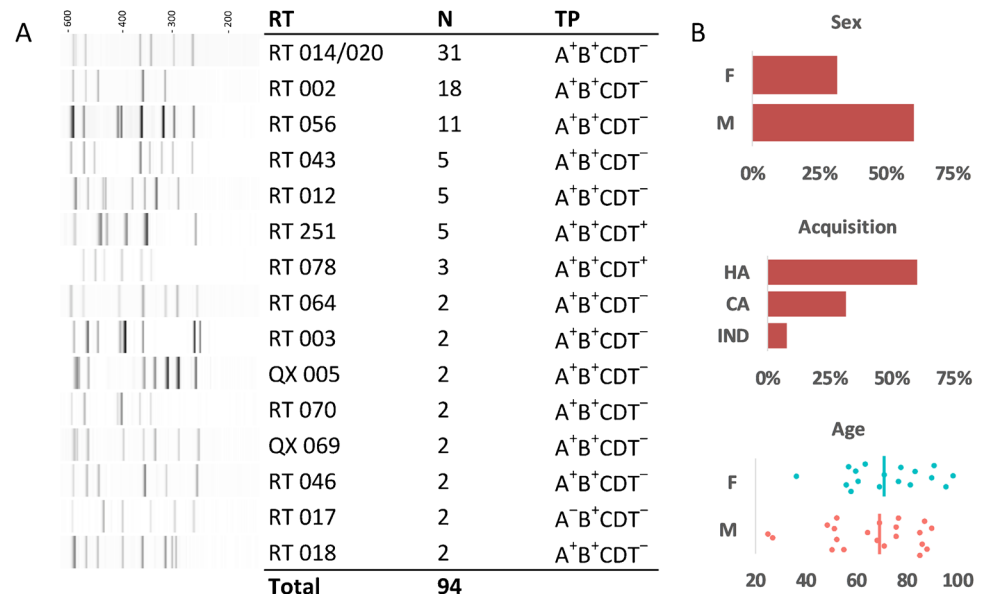 A
600 400 300 200
RT N TP
RT 014/020 31 A⁺B⁺CDT⁻
RT 002 18 A⁺B⁺CDT⁻
RT 056 11 A⁺B⁺CDT⁻
RT 043 5 A⁺B⁺CDT⁻
RT 012 5 A⁺B⁺CDT⁻
RT 251 5 A⁺B⁺CDT⁺
RT 078 3 A⁺B⁺CDT⁺
RT 064 2 A⁺B⁺CDT⁻
RT 003 2 A⁺B⁺CDT⁻
QX 005 2 A⁺B⁺CDT⁻
RT 070 2 A⁺B⁺CDT⁻
QX 069 2 A⁺B⁺CDT⁻
RT 046 2 A⁺B⁺CDT⁻
RT 017 2 A⁻B⁺CDT⁻
RT 018 2 A⁺B⁺CDT⁻
Total 94
B
Sex
F
M
0% 25% 50% 75%
Acquisition
HA
CA
IND
0% 25% 50% 75%
Age
F
M
20 40 60 80 100